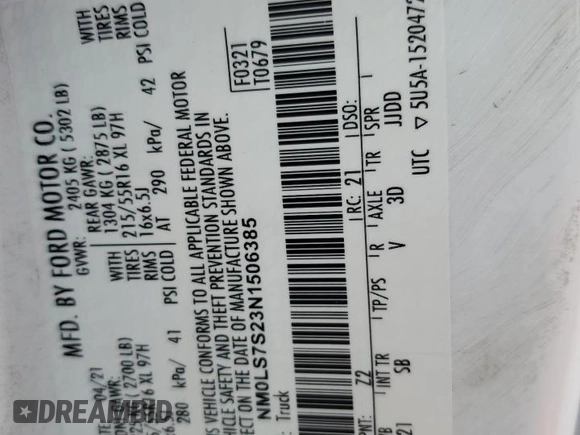 MFD. BY FORD MOTOR CO.
GVWR: 2405 KG ( 5302 LB)
/21
REAR GAWR:
( 2700 LB)
1304 KG ( 2875 LB)
WITH
TIRES
RIMS
16 XL 97H
WITH
TIRES
RIMS
215/55R16 XL 97H
16x6.5J
280 kPa/ 41 PSI COLD
AT 290 kPa/ 42 PSI COLD
VEHICLE CONFORMS TO ALL APPLICABLE FEDERAL MOTOR
SAFETY AND THEFT PREVENTION STANDARDS IN
ON THE DATE OF MANUFACTURE SHOWN ABOVE.
F0321
T0679
NM0LS7S23N1506385
Truck
RC: 21 DSO:
Z2
INT TR TP/PS R AXLE TR SPR
SB V 3D JJDD
21
UTC ▽ 5U5A-1520472
DREAMBID